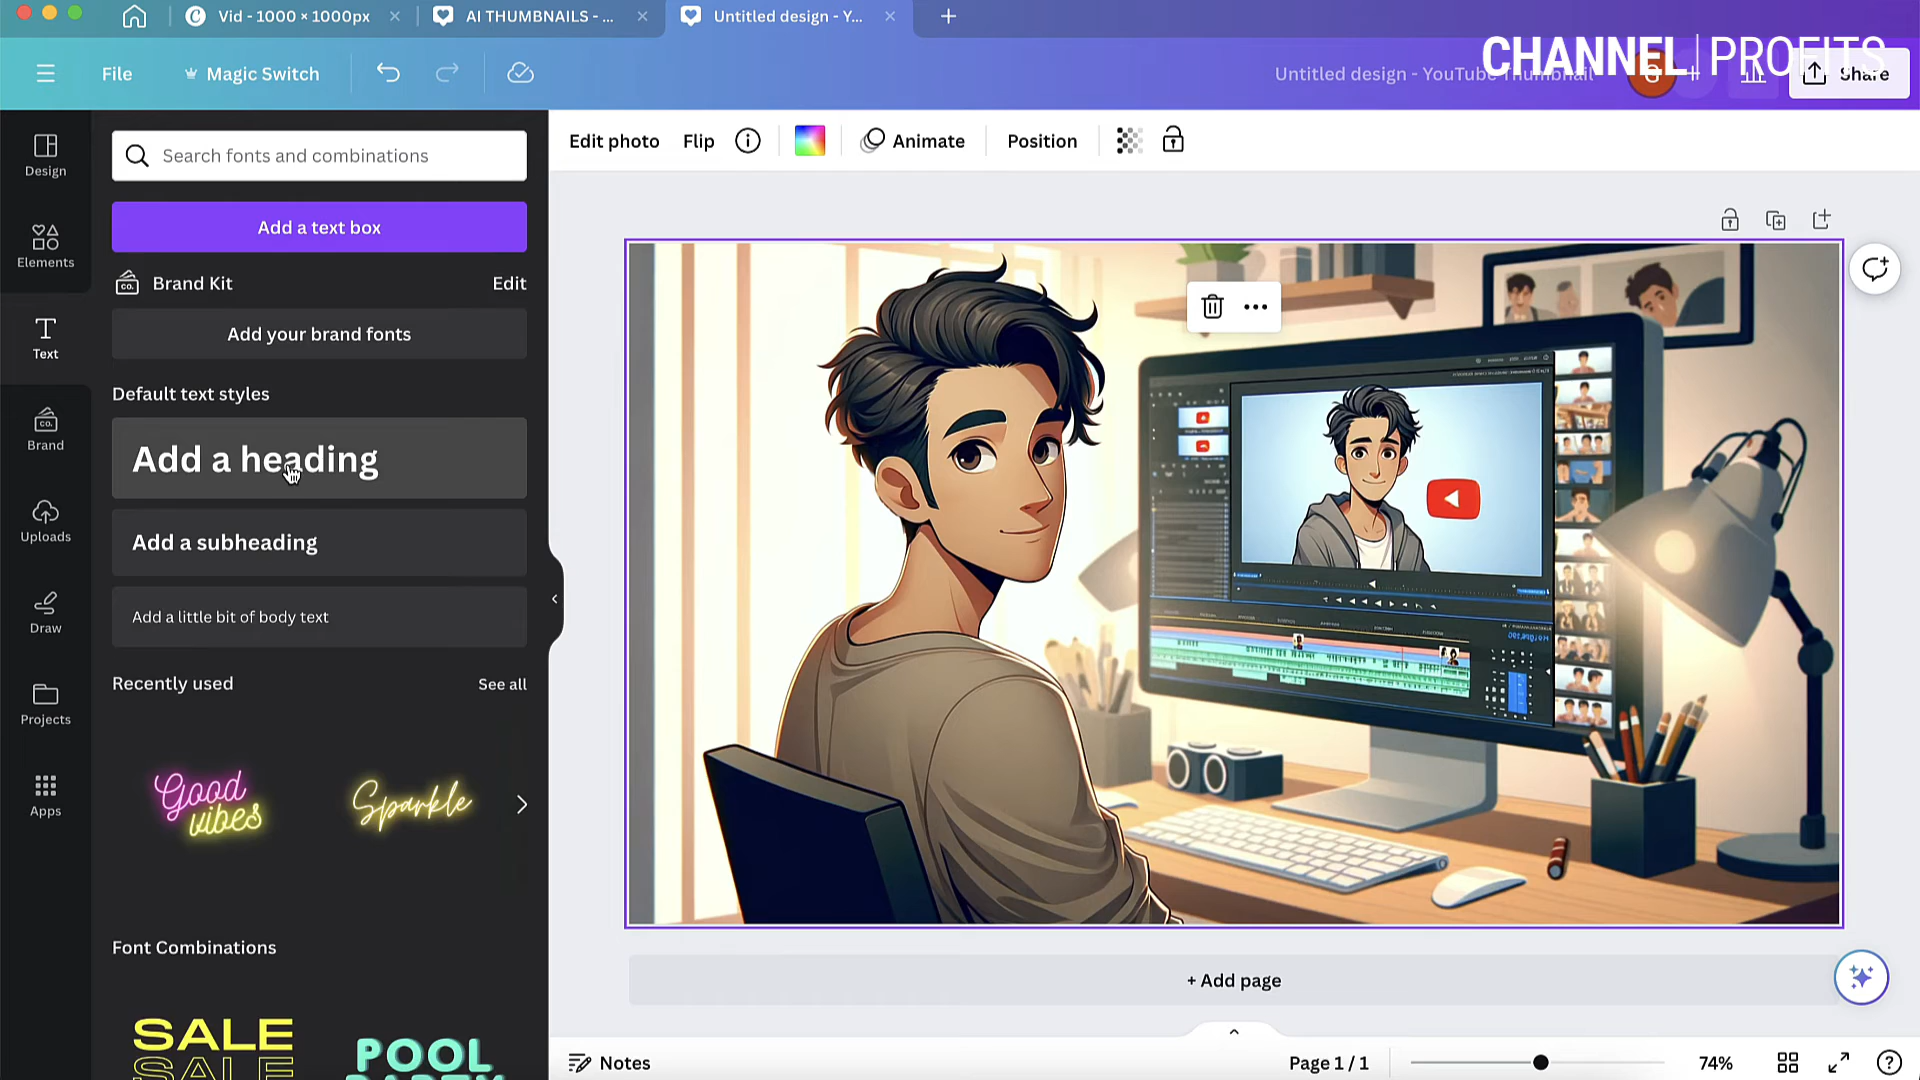 Vid - 1000 × 1000px
AI THUMBNAILS - ...
Untitled design - Y...
CHANNEL | PROFITS
File
Magic Switch
Untitled design - YouTube Thumbnail
G
Share
Design
Elements
Text
Brand
Uploads
Draw
Projects
Apps
Search fonts and combinations
Add a text box
Brand Kit
Edit
Add your brand fonts
Default text styles
Add a heading
Add a subheading
Add a little bit of body text
Recently used
See all
Good
vibes
Sparkle
Font Combinations
SALE
SALE
POOL
PARTY
Edit photo
Flip
Animate
Position
+ Add page
Notes
Page 1 / 1
74%